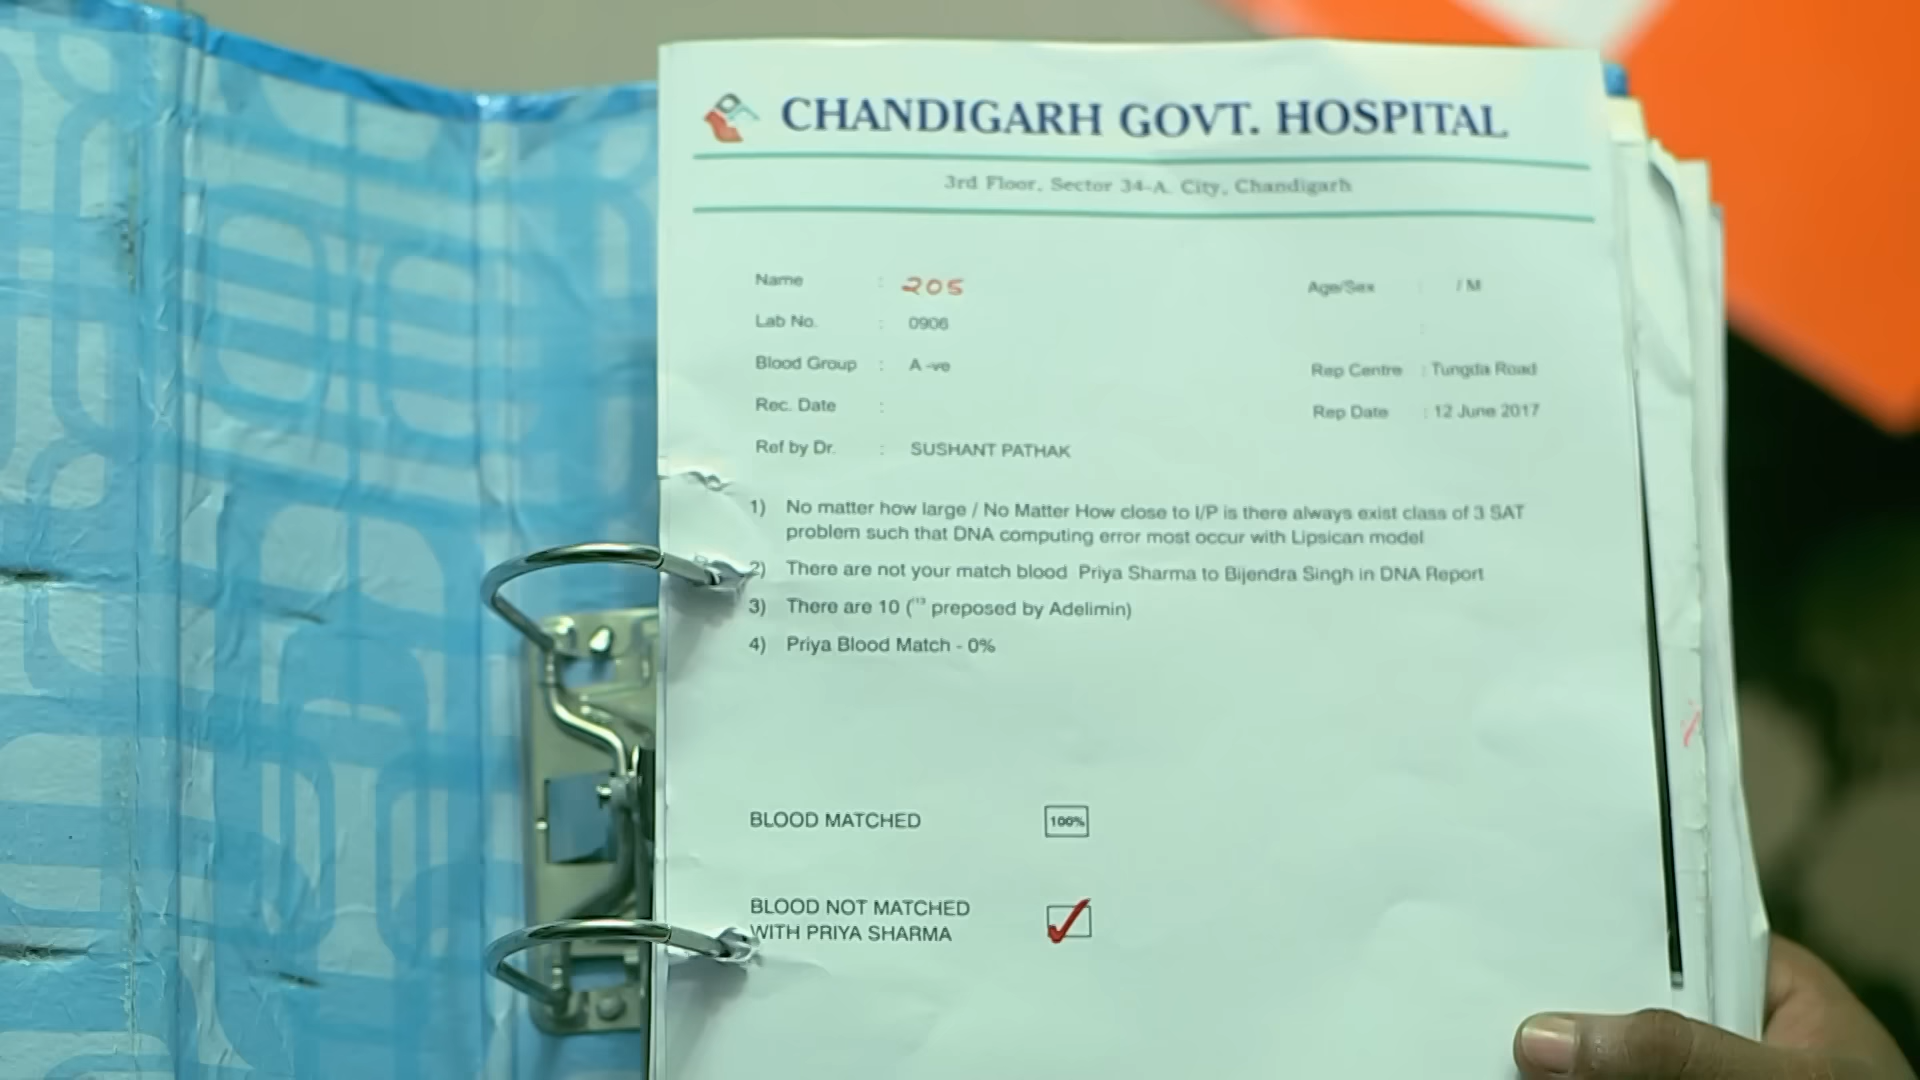 CHANDIGARH GOVT. HOSPITAL
3rd Floor, Sector 34-A. City, Chandigarh
Name : 205
Age/Sex : / M
Lab No. : 0906
:
Blood Group : A -ve
Rep Centre : Tungda Road
Rec. Date :
Rep Date : 12 June 2017
Ref by Dr. : SUSHANT PATHAK
1) No matter how large / No Matter How close to I/P is there always exist class of 3 SAT
problem such that DNA computing error most occur with Lipsican model
2) There are not your match blood Priya Sharma to Bijendra Singh in DNA Report
3) There are 10 ( preposed by Adelimin)
4) Priya Blood Match - 0%
BLOOD MATCHED 100%
BLOOD NOT MATCHED
WITH PRIYA SHARMA